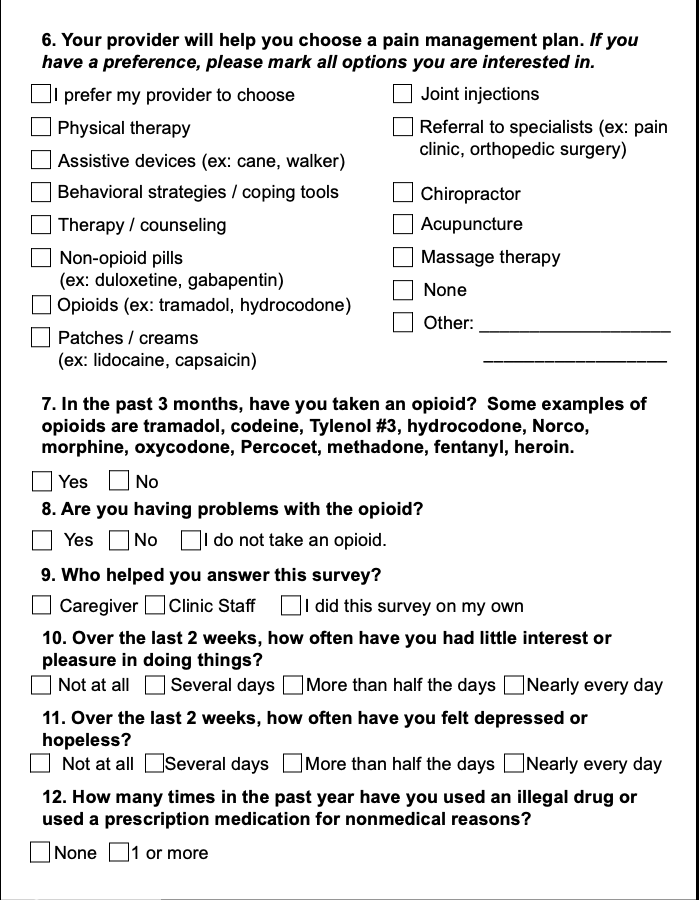 6. Your provider will help you choose a pain management plan. If you
have a preference, please mark all options you are interested in.
I prefer my provider to choose
Physical therapy
Assistive devices (ex: cane, walker)
Behavioral strategies / coping tools
Therapy / counseling
Non-opioid pills
(ex: duloxetine, gabapentin)
Opioids (ex: tramadol, hydrocodone)
Patches / creams
(ex: lidocaine, capsaicin)
Joint injections
Referral to specialists (ex: pain
clinic, orthopedic surgery)
Chiropractor
Acupuncture
Massage therapy
None
Other: ____________________
____________________
7. In the past 3 months, have you taken an opioid?  Some examples of
opioids are tramadol, codeine, Tylenol #3, hydrocodone, Norco,
morphine, oxycodone, Percocet, methadone, fentanyl, heroin.
Yes No
8. Are you having problems with the opioid?
Yes No I do not take an opioid.
9. Who helped you answer this survey?
Caregiver Clinic Staff I did this survey on my own
10. Over the last 2 weeks, how often have you had little interest or
pleasure in doing things?
Not at all Several days More than half the days Nearly every day
11. Over the last 2 weeks, how often have you felt depressed or
hopeless?
Not at all Several days More than half the days Nearly every day
12. How many times in the past year have you used an illegal drug or
used a prescription medication for nonmedical reasons?
None 1 or more